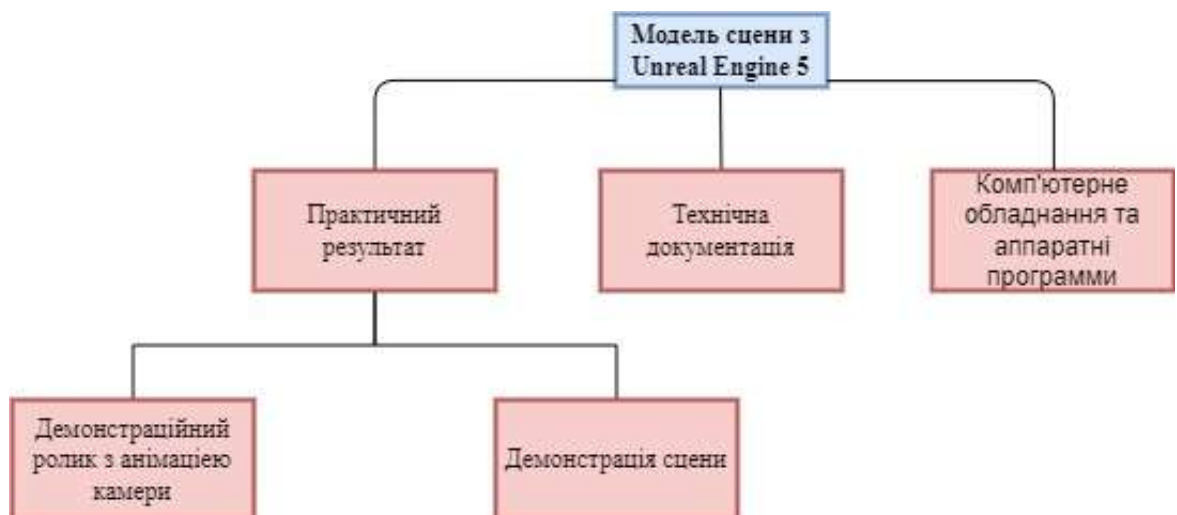 Модель сцени з
Unreal Engine 5
Практичний
результат
Технічна
документація
Комп'ютерне
обладнання та
аппаратні
программи
Демонстраційний
ролик з анімацією
камери
Демонстрація сцени